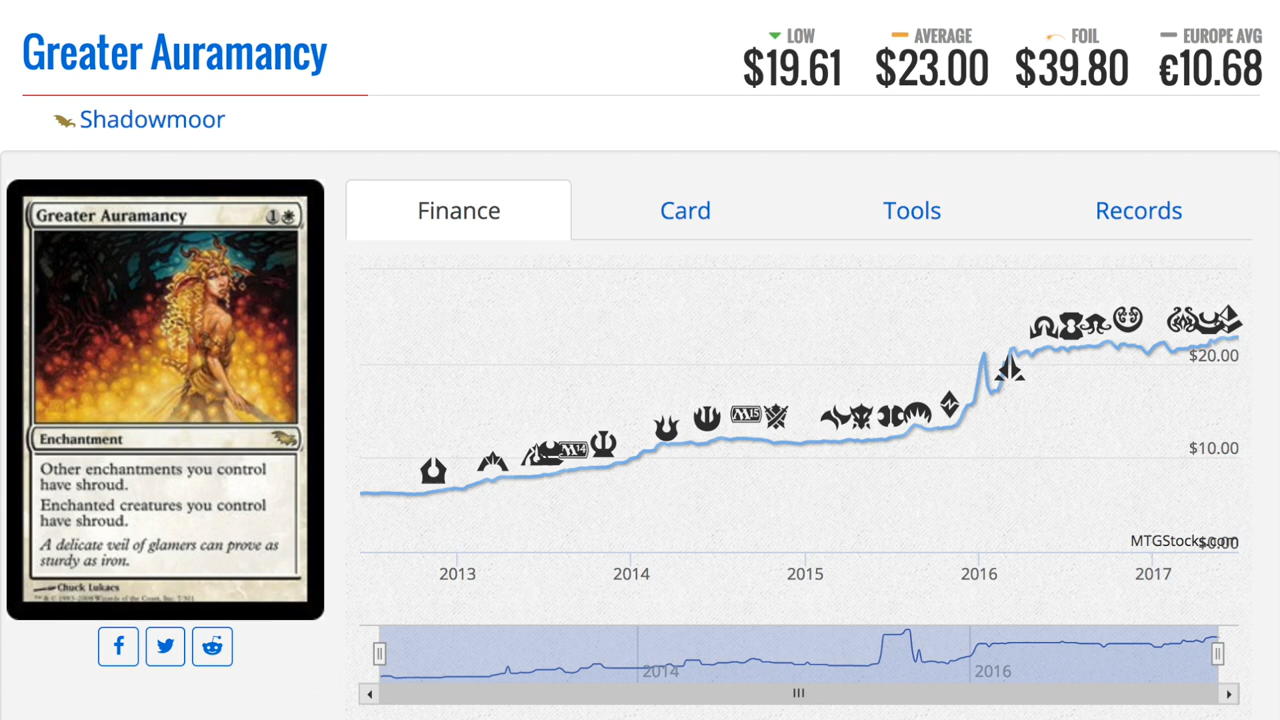 Greater Auramancy
LOW
$19.61
AVERAGE
$23.00
FOIL
$39.80
EUROPE AVG
€10.68
Shadowmoor
Greater Auramancy 1
Enchantment
Other enchantments you control
have shroud.
Enchanted creatures you control
have shroud.
A delicate veil of glamers can prove as
sturdy as iron.
Chuck Lukacs
Finance
Card
Tools
Records
M14
M15
$20.00
$10.00
MTGStocks.com
$0.00
2013
2014
2015
2016
2017
2014
2016